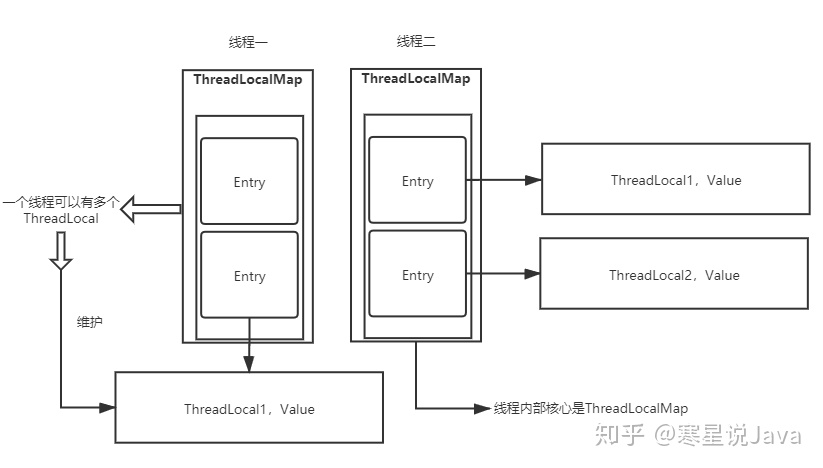 线程一
线程二
ThreadLocalMap
ThreadLocalMap
Entry
Entry
ThreadLocal1，Value
一个线程可以有多个
ThreadLocal
Entry
Entry
ThreadLocal2，Value
维护
ThreadLocal1，Value
线程内部核心是ThreadLocalMap
知乎 @寒星说Java